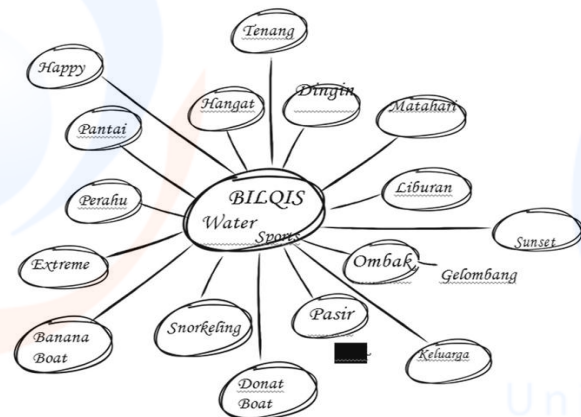 Tenang
Happy
Hangat
Dingin
Matahari
Pantai
Perahu
BILQIS
Water
Sports
Liburan
Sunset
Extreme
Ombak
Gelombang
Banana
Boat
Snorkeling
Pasir
Keluarga
Donat
Boat
Uni